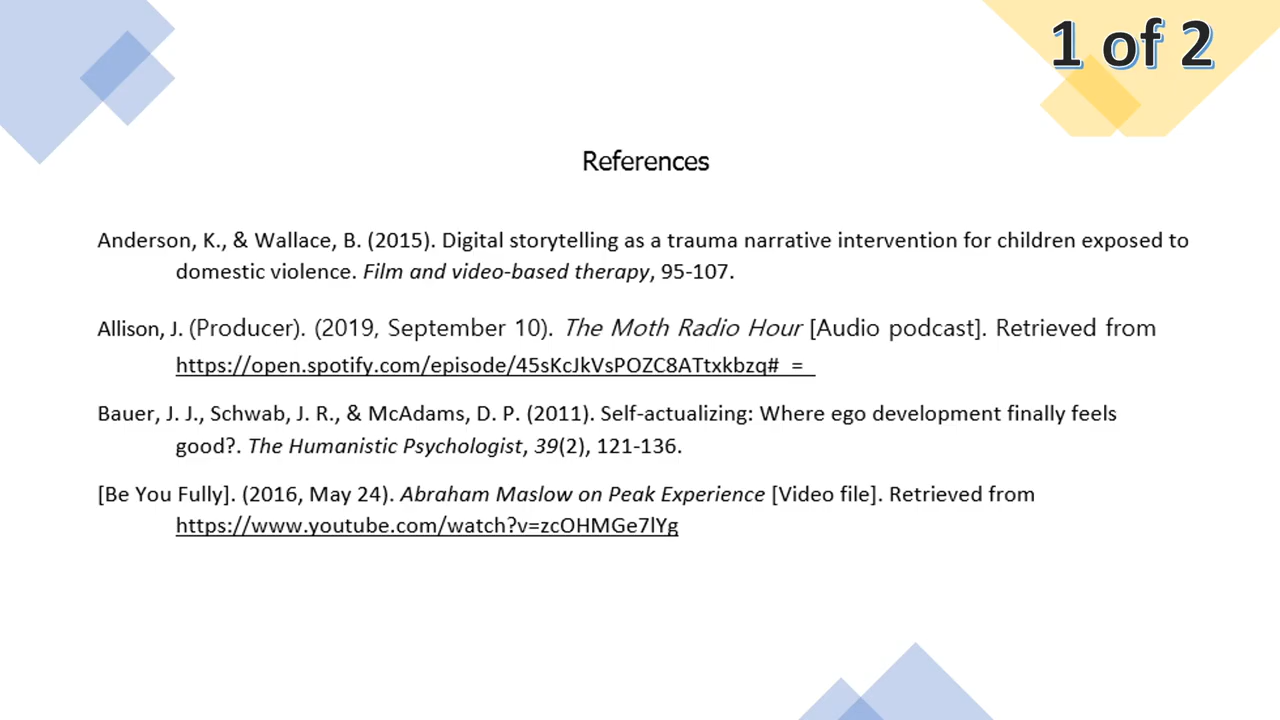 1 of 2
References
Anderson, K., & Wallace, B. (2015). Digital storytelling as a trauma narrative intervention for children exposed to
domestic violence. Film and video-based therapy, 95-107.
Allison, J. (Producer). (2019, September 10). The Moth Radio Hour [Audio podcast]. Retrieved from
https://open.spotify.com/episode/45sKcJkVsPOZC8ATtxkbzq#_=_
Bauer, J. J., Schwab, J. R., & McAdams, D. P. (2011). Self-actualizing: Where ego development finally feels
good?. The Humanistic Psychologist, 39(2), 121-136.
[Be You Fully]. (2016, May 24). Abraham Maslow on Peak Experience [Video file]. Retrieved from
https://www.youtube.com/watch?v=zcOHMGe7lYg